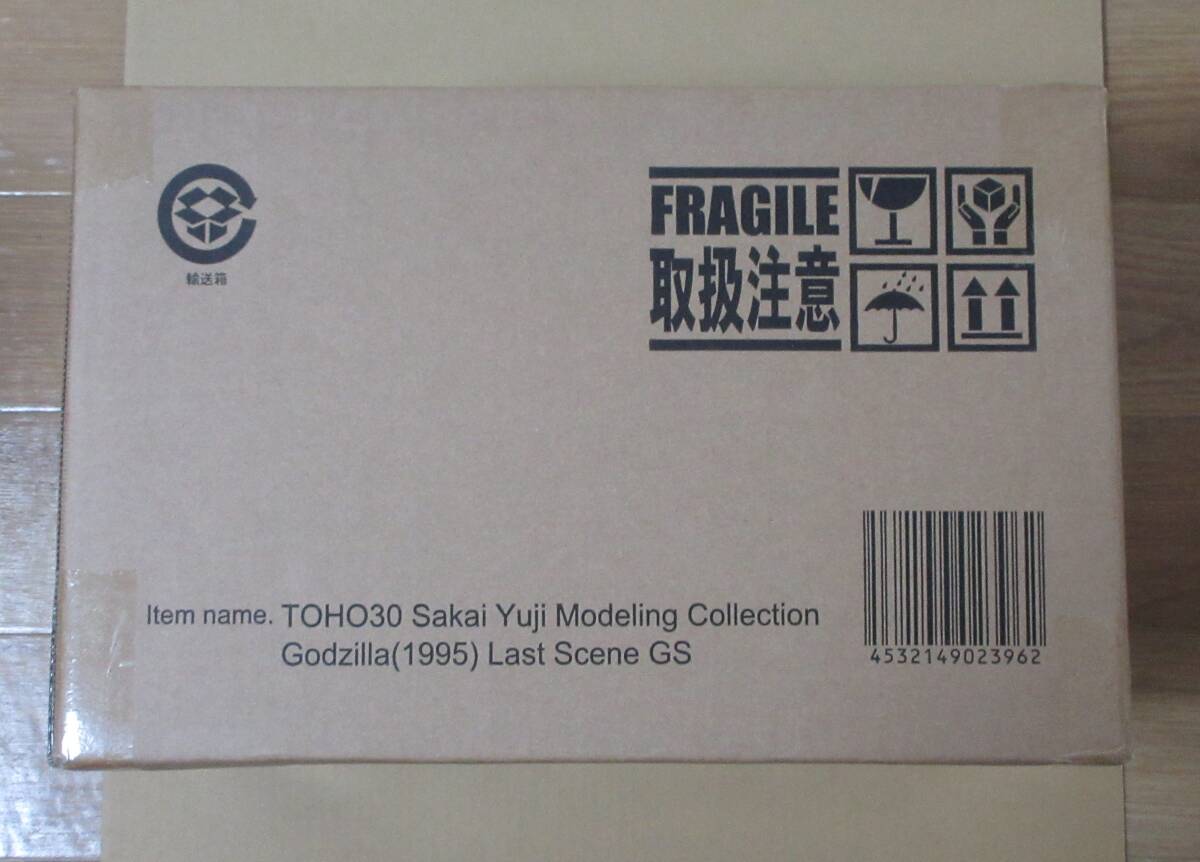 輸送箱
FRAGILE
取扱注意
Item name. TOHO30 Sakai Yuji Modeling Collection
Godzilla(1995) Last Scene GS
4532149023962